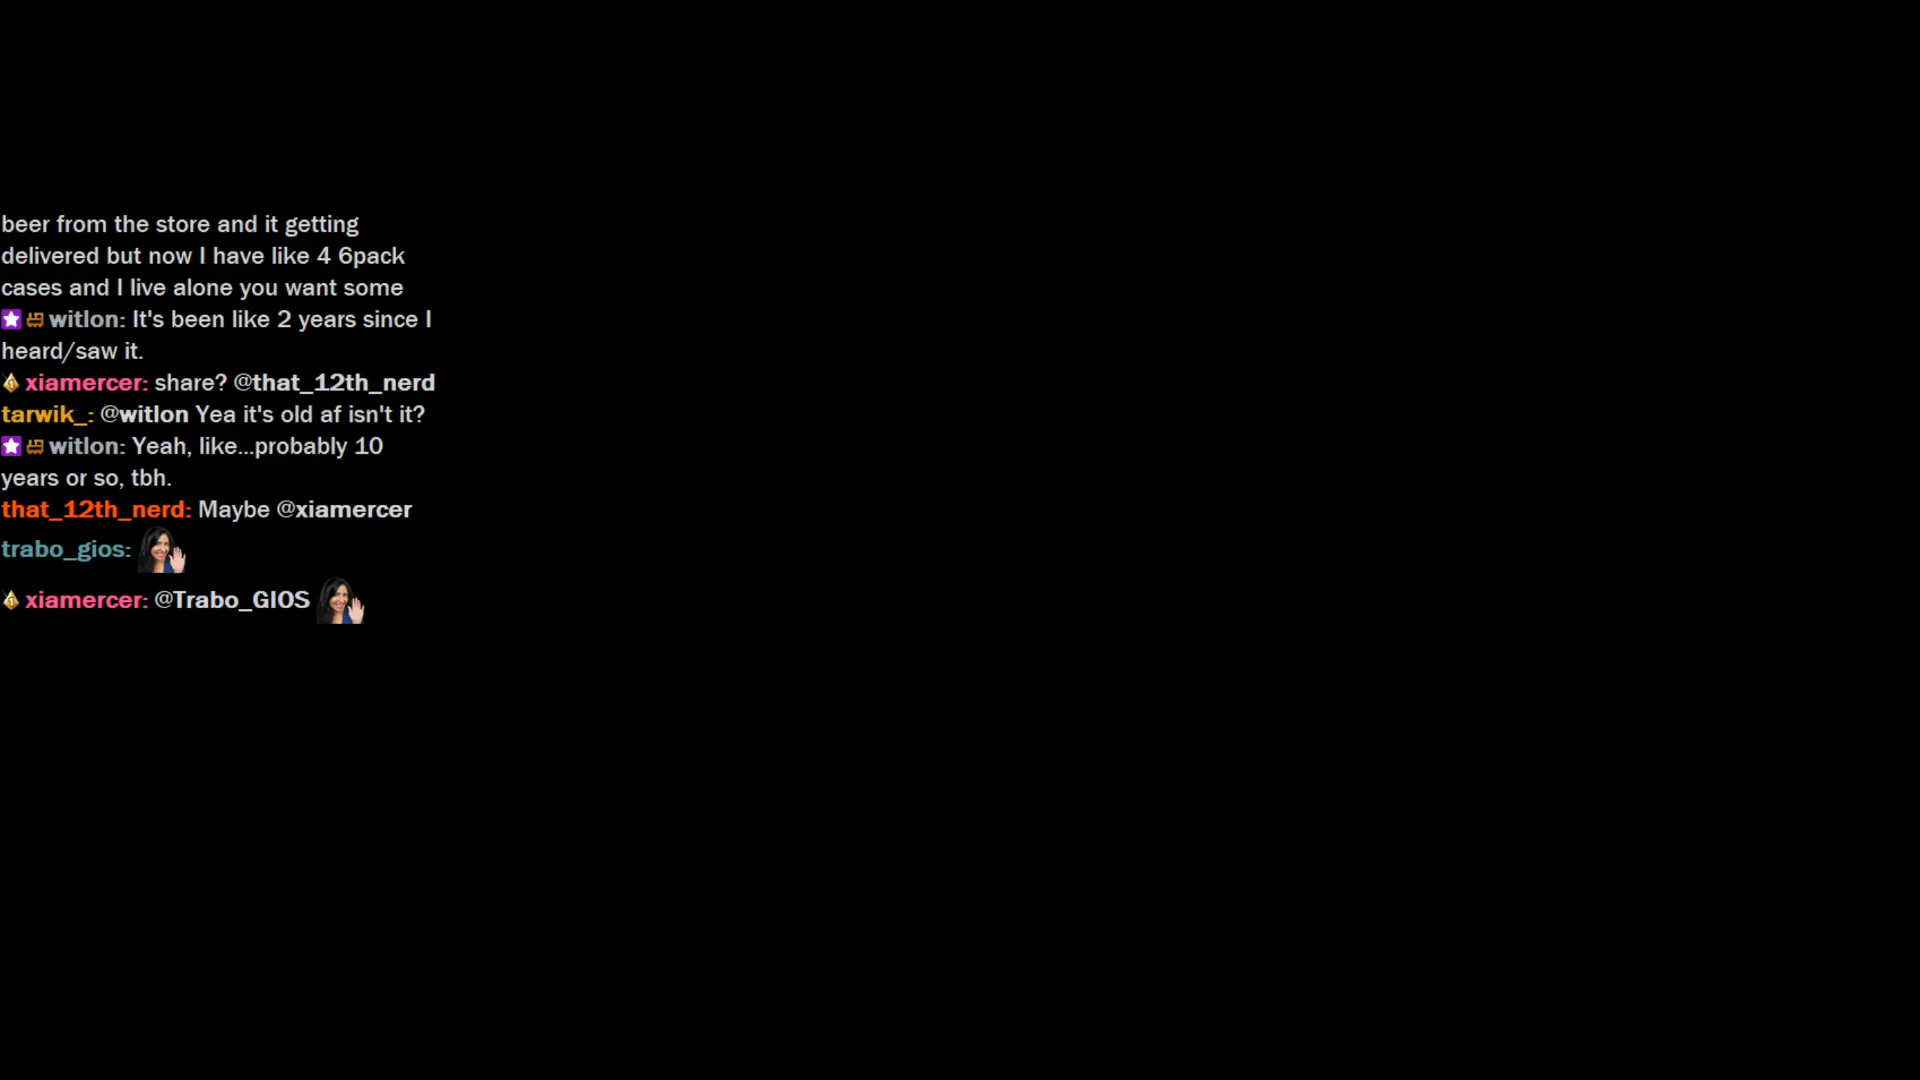 beer from the store and it getting
delivered but now I have like 4 6pack
cases and I live alone you want some
witlon: It's been like 2 years since I
heard/saw it.
xiamercer: share? @that_12th_nerd
tarwik_: @witlon Yea it's old af isn't it?
witlon: Yeah, like...probably 10
years or so, tbh.
that_12th_nerd: Maybe @xiamercer
trabo_gios:
xiamercer: @Trabo_GIOS